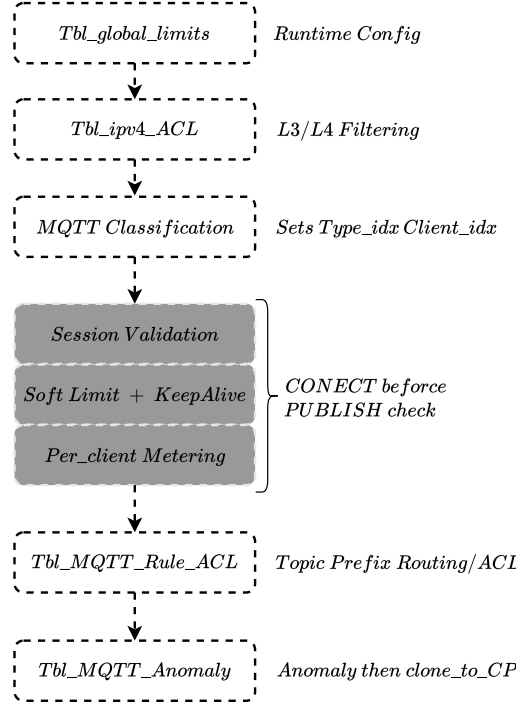 Tbl_global_limits Runtime Config
Tbl_ipv4_ACL L3/L4 Filtering
MQTT Classification Sets Type_idx Client_idx
Session Validation
Soft Limit + KeepAlive
CONECT beforce
PUBLISH check
Per_client Metering
Tbl_MQTT_Rule_ACL Topic Prefix Routing/ACL
Tbl_MQTT_Anomaly Anomaly then clone_to_CP